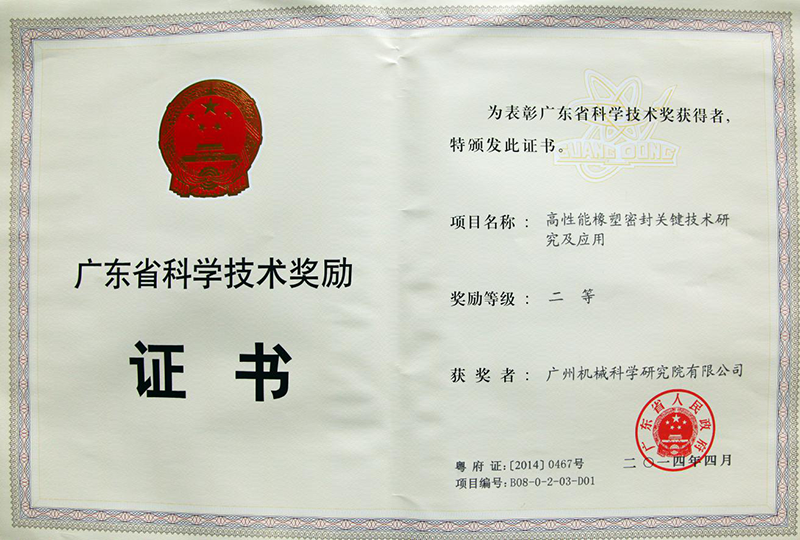 广东省科学技术奖励
证书
GUANG DONG
为表彰广东省科学技术奖获得者，
特颁发此证书。
项目名称：高性能橡塑密封关键技术研
究及应用
奖励等级：二等
获奖者：广州机械科学研究院有限公司
广东省人民政府
粤府证：[2014] 0467号
二〇一四年四月
项目编号：B08-0-2-03-D01